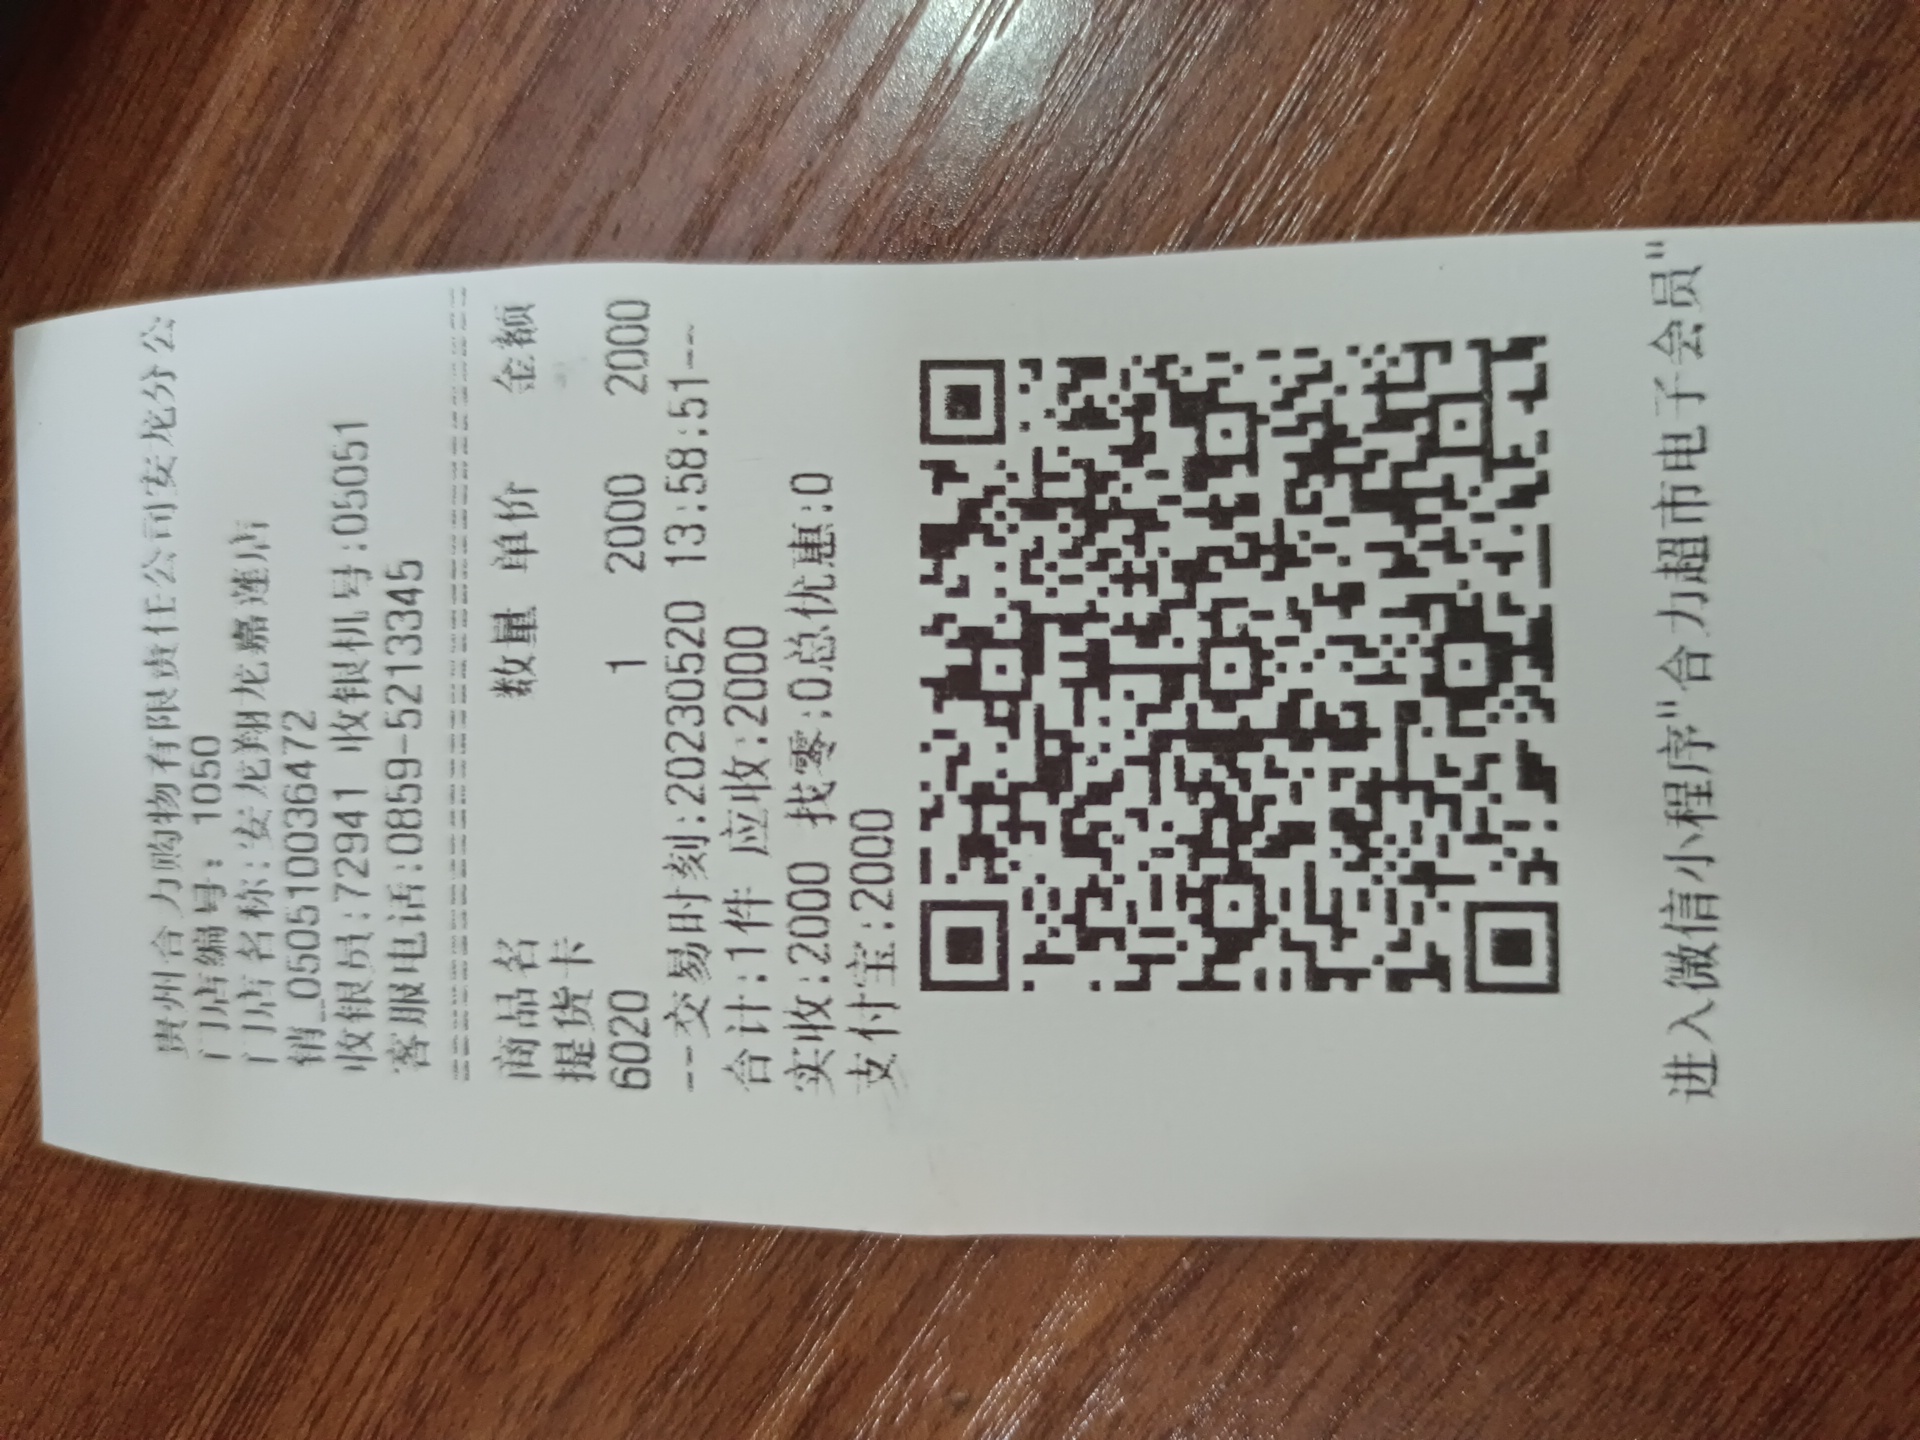 贵州合力购物有限责任公司安龙分公
门店编号: 1050
门店名称:安龙翔龙嘉莲店
销_0505110036472
收银员:72941 收银机号:05051
客服电话:0859-5213345
商品名 数量 单价 金额
提货卡
6020 1 2000 2000
--交易时刻:20230520 13:58:51--
合计:1件 应收:2000
实收:2000 找零:0总优惠:0
支付宝:2000
进入微信小程序"合力超市电子会员"